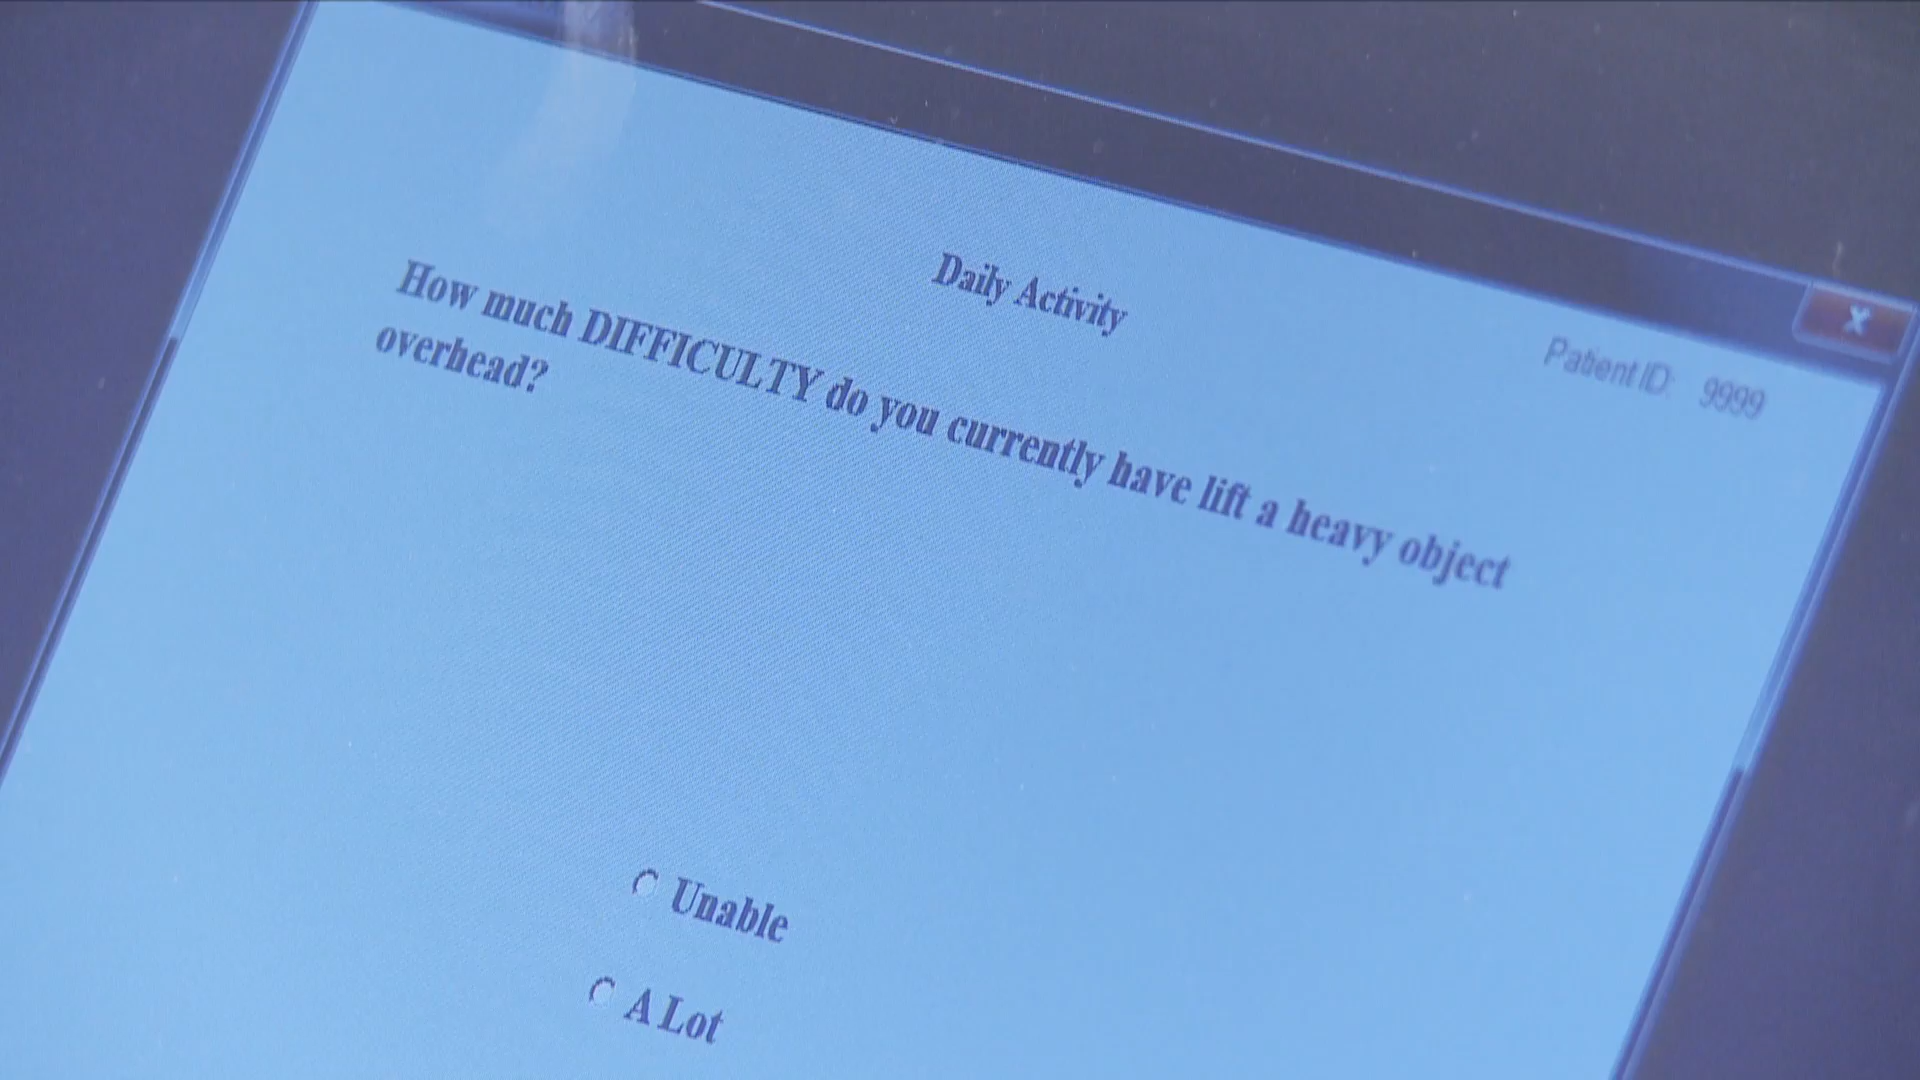 Daily Activity
Patient ID: 9999
How much DIFFICULTY do you currently have lift a heavy object
overhead?
Unable
A Lot